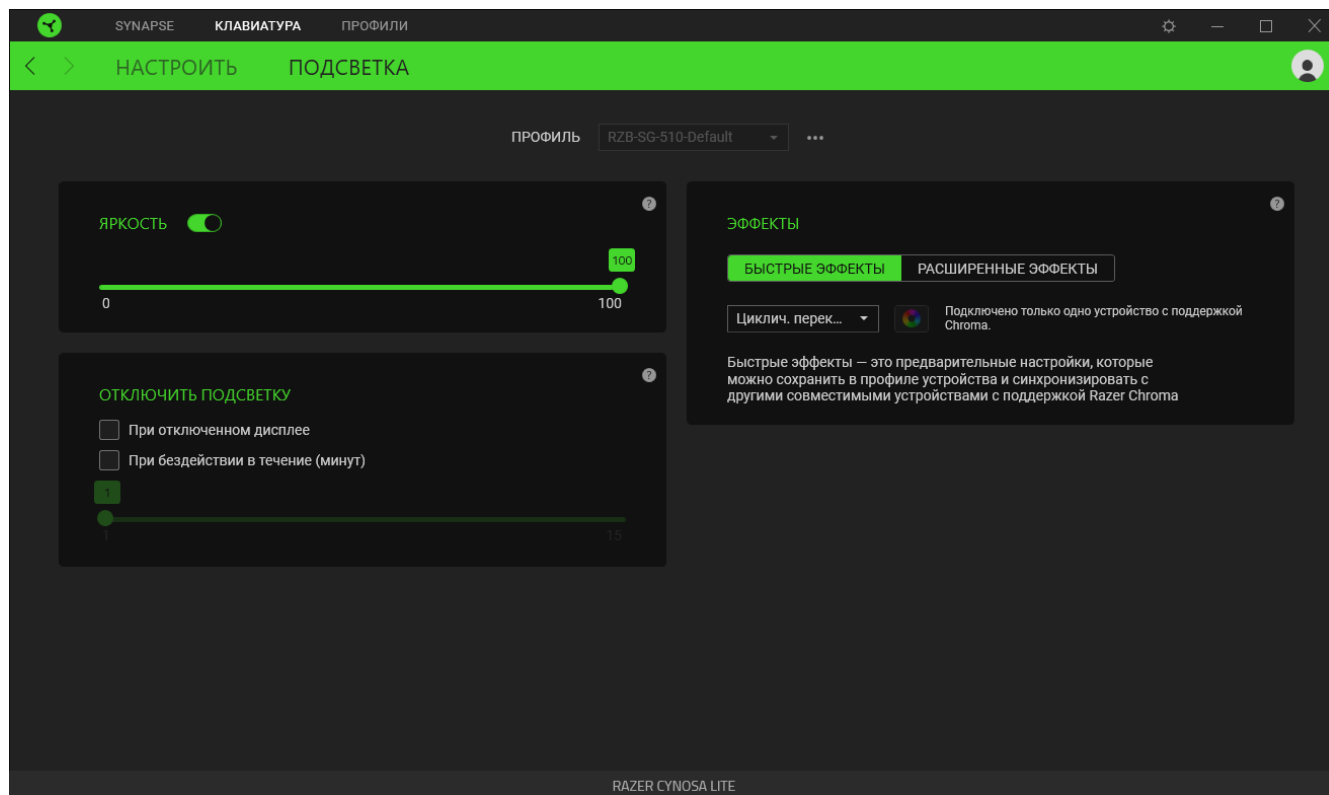 SYNAPSE КЛАВИАТУРА ПРОФИЛИ
НАСТРОИТЬ ПОДСВЕТКА
ПРОФИЛЬ RZB-SG-510-Default
ЯРКОСТЬ
100
0 100
ОТКЛЮЧИТЬ ПОДСВЕТКУ
При отключенном дисплее
При бездействии в течение (минут)
1
1 15
ЭФФЕКТЫ
БЫСТРЫЕ ЭФФЕКТЫ РАСШИРЕННЫЕ ЭФФЕКТЫ
Циклич. перек...
Подключено только одно устройство с поддержкой
Chroma.
Быстрые эффекты — это предварительные настройки, которые
можно сохранить в профиле устройства и синхронизировать с
другими совместимыми устройствами с поддержкой Razer Chroma
RAZER CYNOSA LITE